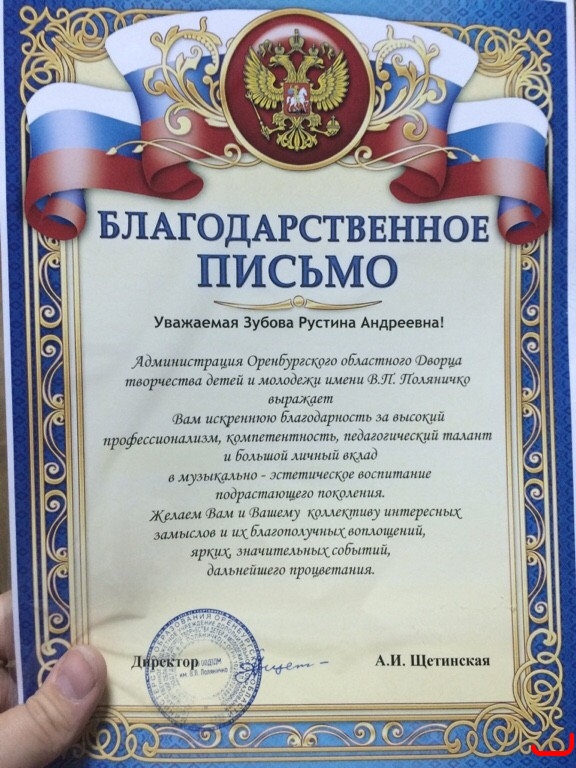 БЛАГОДАРСТВЕННОЕ
ПИСЬМО
Уважаемая Зубова Рустина Андреевна!
Администрация Оренбургского областного Дворца
творчества детей и молодежи имени В.П. Поляничко
выражает
Вам искреннюю благодарность за высокий
профессионализм, компетентность, педагогический талант
и большой личный вклад
в музыкально - эстетическое воспитание
подрастающего поколения.
Желаем Вам и Вашему коллективу интересных
замыслов и их благополучных воплощений,
ярких, значительных событий,
дальнейшего процветания.
Директор
А.И. Щетинская
им. В.П. Поляничко